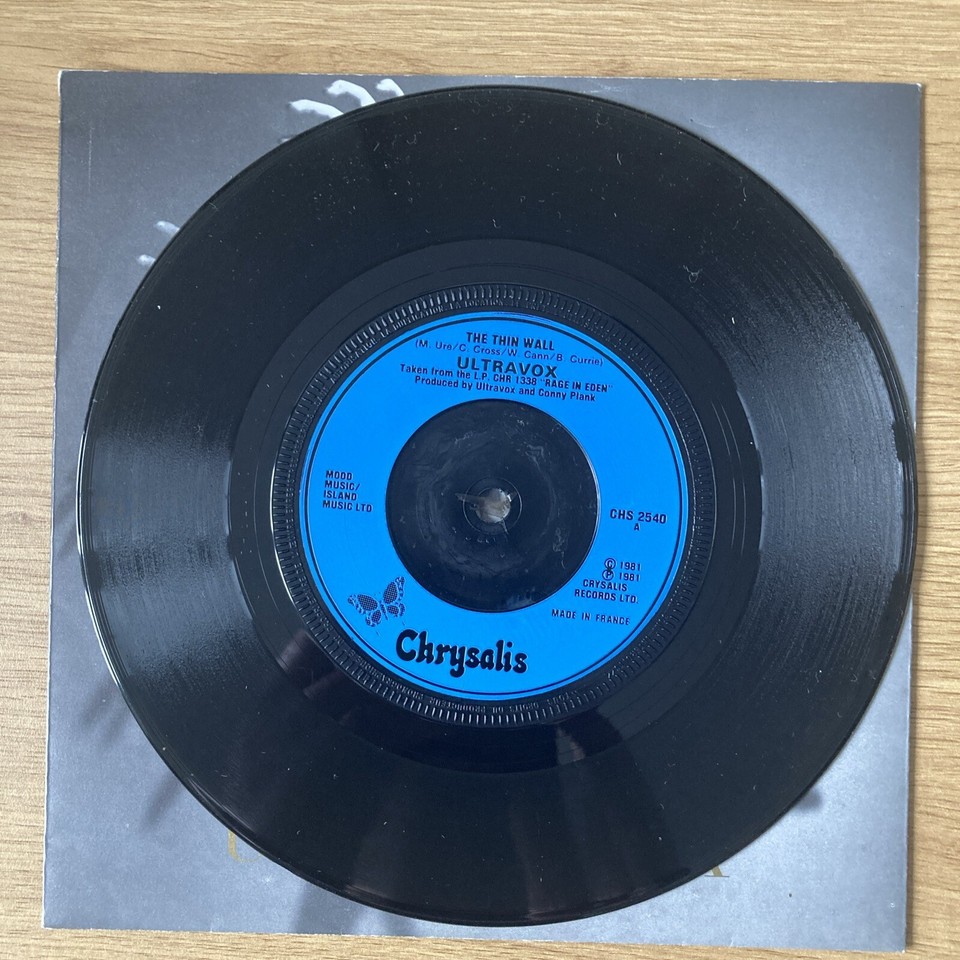 THE THIN WALL
(M. Ure/C. Cross/W. Cann/B. Currie)
ULTRAVOX
Taken from the L.P. CHR 1338 "RAGE IN EDEN"
Produced by Ultravox and Conny Plank
MOOD
MUSIC/
ISLAND
MUSIC LTD
CHS 2540
A
© 1981
℗ 1981
CRYSALIS
RECORDS LTD.
MADE IN FRANCE
Chrysalis